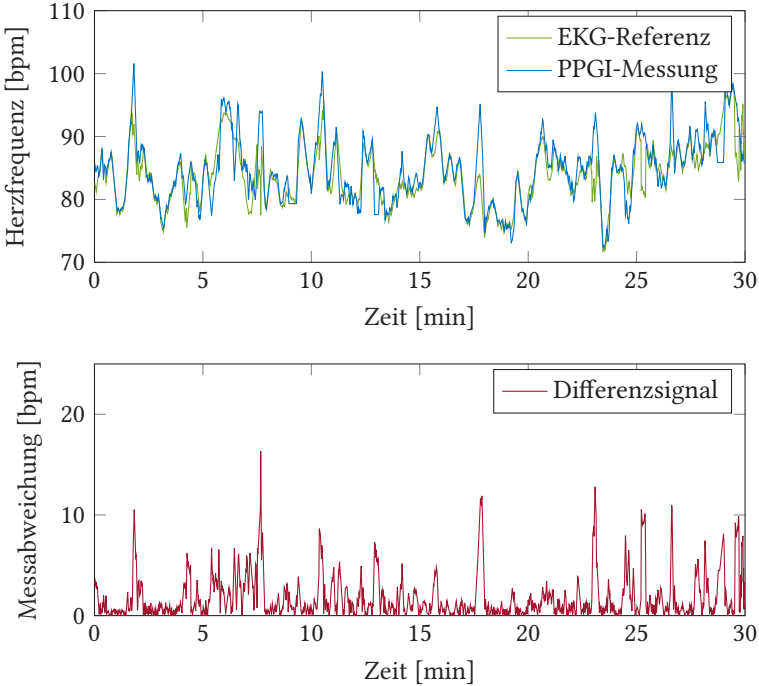 110
100
90
80
70
Herzfrequenz [bpm]
EKG-Referenz
PPGI-Messung
0 5 10 15 20 25 30
Zeit [min]
20
10
0
Messabweichung [bpm]
Differenzsignal
0 5 10 15 20 25 30
Zeit [min]